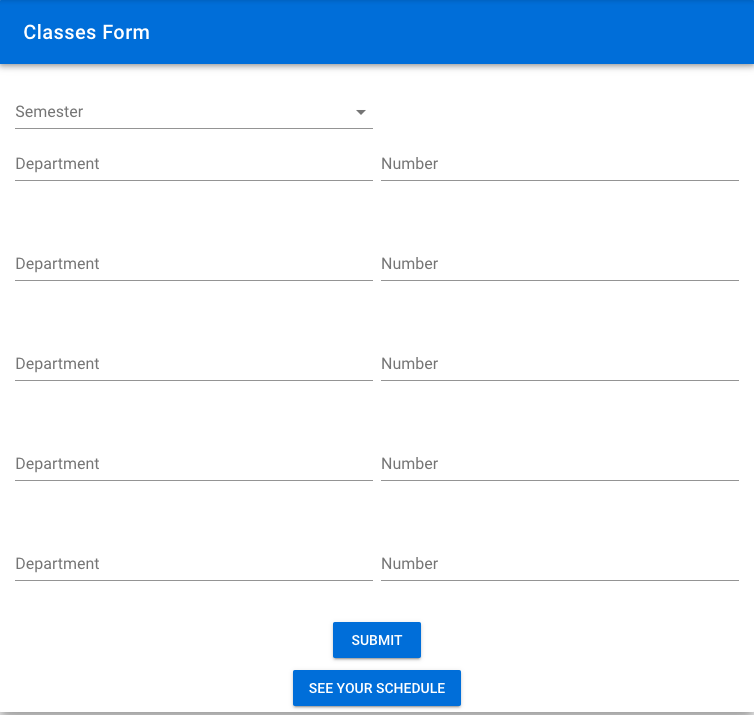 Classes Form
Semester
Department Number
Department Number
Department Number
Department Number
Department Number
SUBMIT
SEE YOUR SCHEDULE